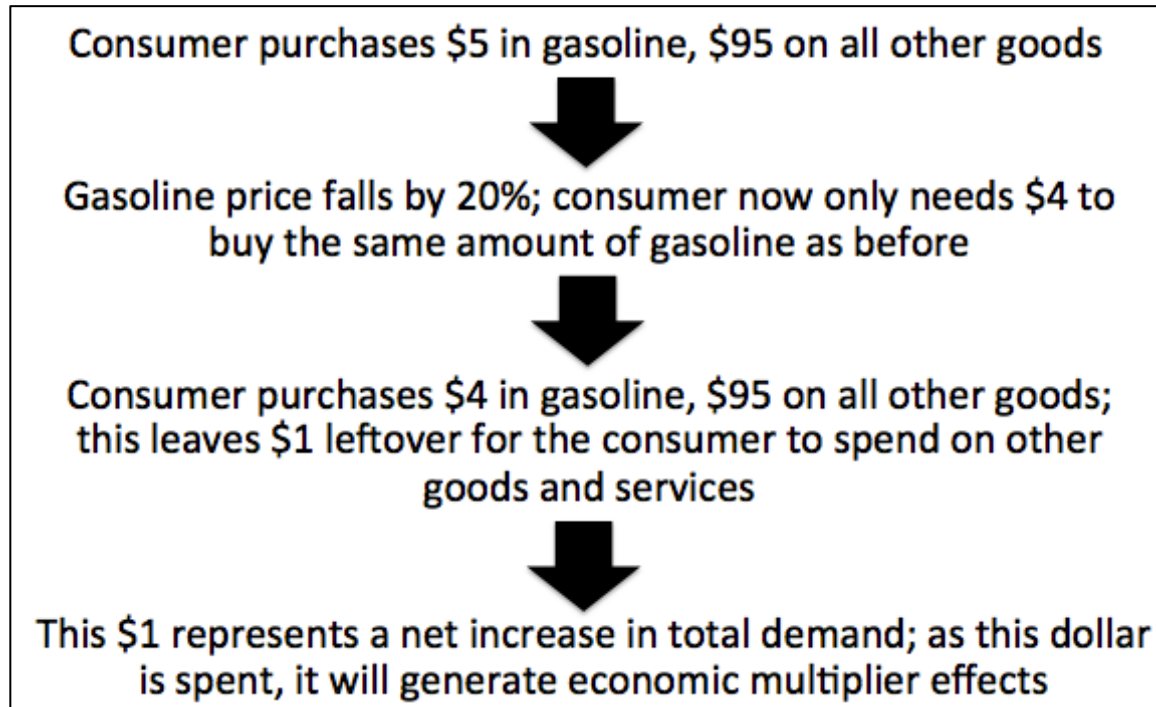 Consumer purchases $5 in gasoline, $95 on all other goods
Gasoline price falls by 20%; consumer now only needs $4 to
buy the same amount of gasoline as before
Consumer purchases $4 in gasoline, $95 on all other goods;
this leaves $1 leftover for the consumer to spend on other
goods and services
This $1 represents a net increase in total demand; as this dollar
is spent, it will generate economic multiplier effects